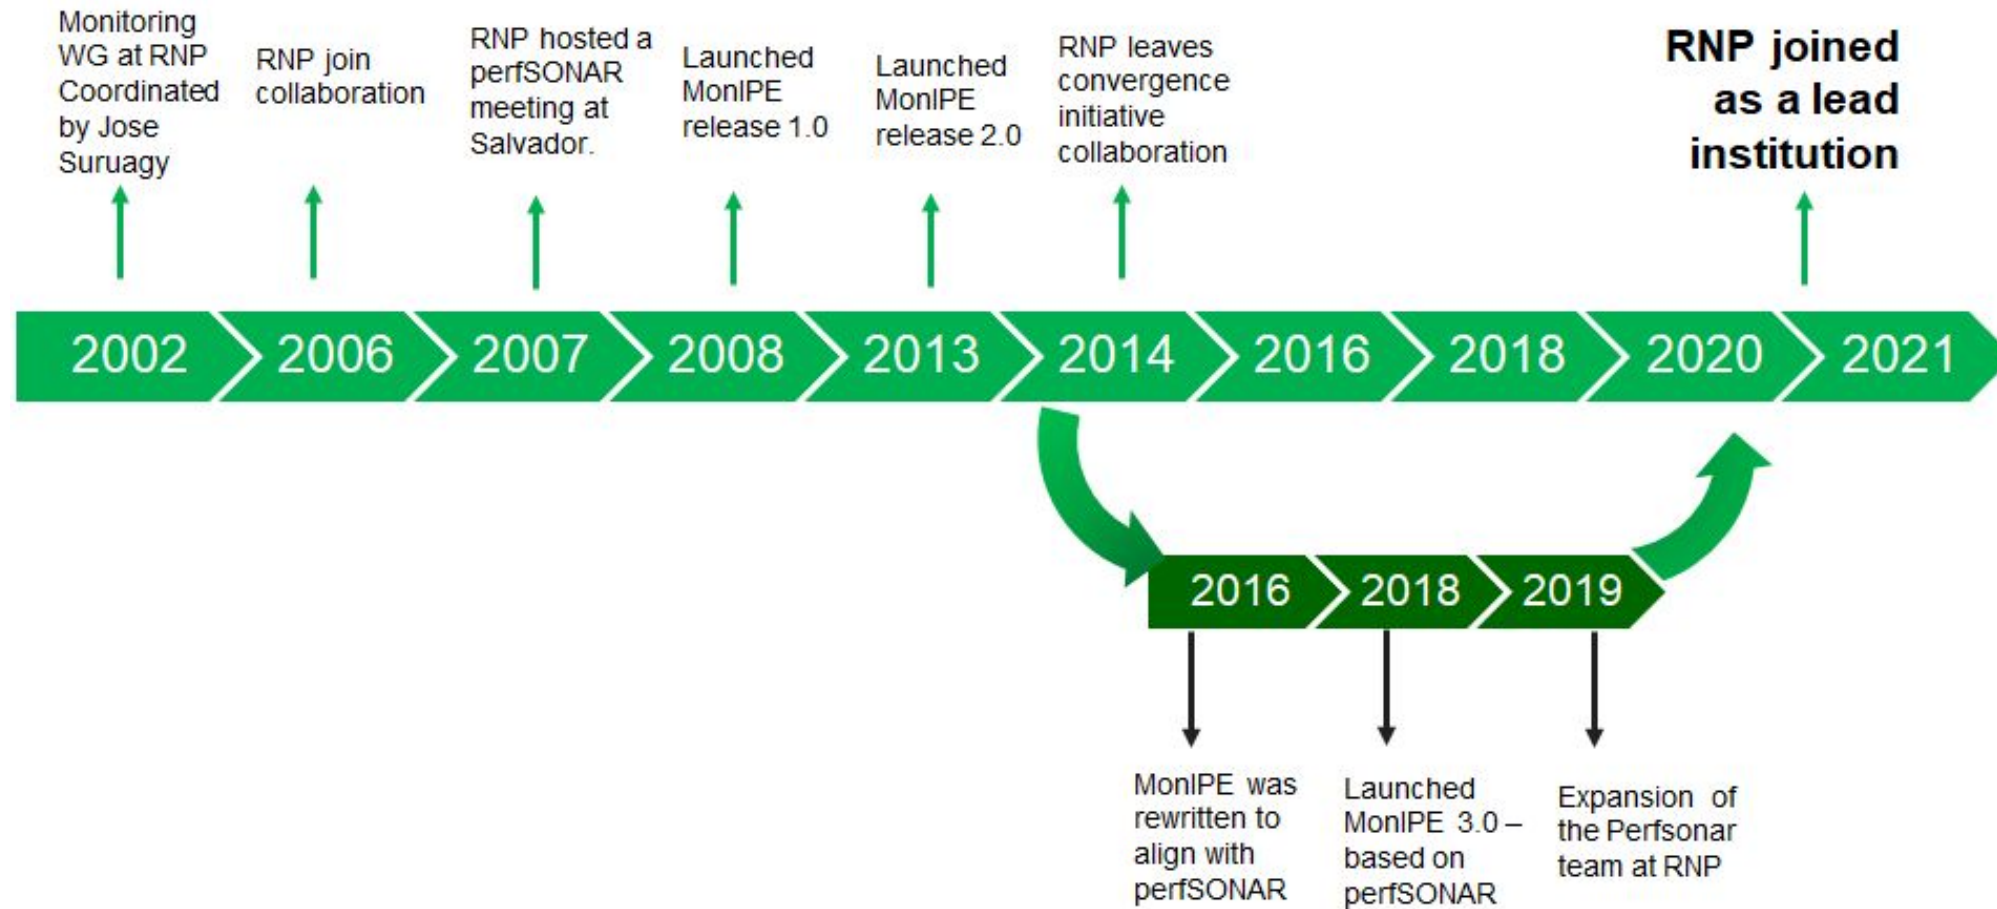 Monitoring
WG at RNP
Coordinated
by Jose
Suruagy
RNP join
collaboration
RNP hosted a
perfSONAR
meeting at
Salvador.
Launched
MonIPE
release 1.0
Launched
MonIPE
release 2.0
RNP leaves
convergence
initiative
collaboration
RNP joined
as a lead
institution
2002
2006
2007
2008
2013
2014
2016
2018
2020
2021
2016
2018
2019
MonIPE was
rewritten to
align with
perfSONAR
Launched
MonIPE 3.0 –
based on
perfSONAR
Expansion of
the Perfsonar
team at RNP